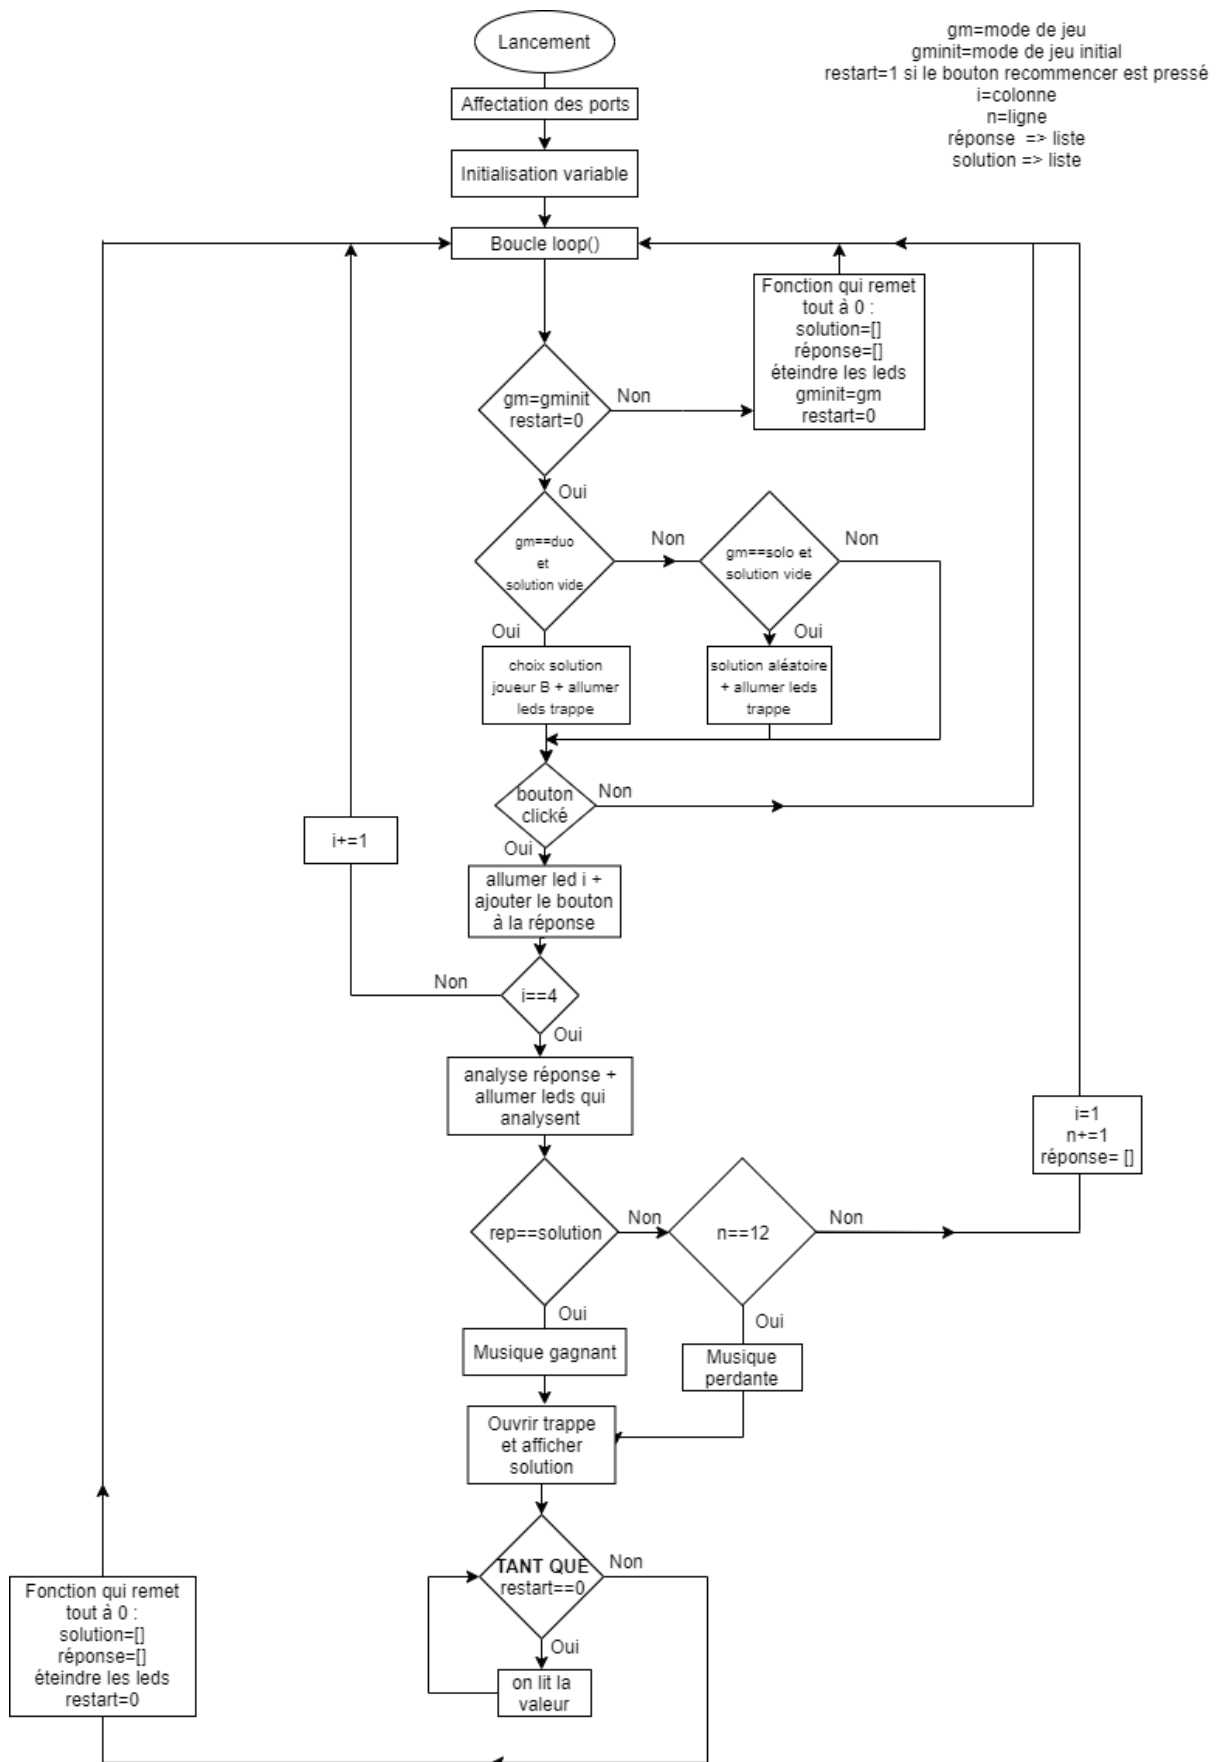 Lancement
gm=mode de jeu
gminit=mode de jeu initial
restart=1 si le bouton recommencer est pressé
i=colonne
n=ligne
réponse => liste
solution => liste
Affectation des ports
Initialisation variable
Boucle loop()
Fonction qui remet
tout à 0 :
solution=[]
réponse=[]
éteindre les leds
gminit=gm
restart=0
gm=gminit
restart=0
Non
Oui
gm==duo
et
solution vide
Non
gm==solo et
solution vide
Non
Oui
Oui
choix solution
joueur B + allumer
leds trappe
solution aléatoire
+ allumer leds
trappe
bouton
clické
Non
i+=1
Oui
allumer led i +
ajouter le bouton
à la réponse
Non
i==4
Oui
analyse réponse +
allumer leds qui
analysent
i=1
n+=1
réponse= []
rep==solution
Non
n==12
Non
Oui
Oui
Musique gagnant
Musique
perdante
Ouvrir trappe
et afficher
solution
TANT QUE
restart==0
Non
Oui
on lit la
valeur
Fonction qui remet
tout à 0 :
solution=[]
réponse=[]
éteindre les leds
restart=0